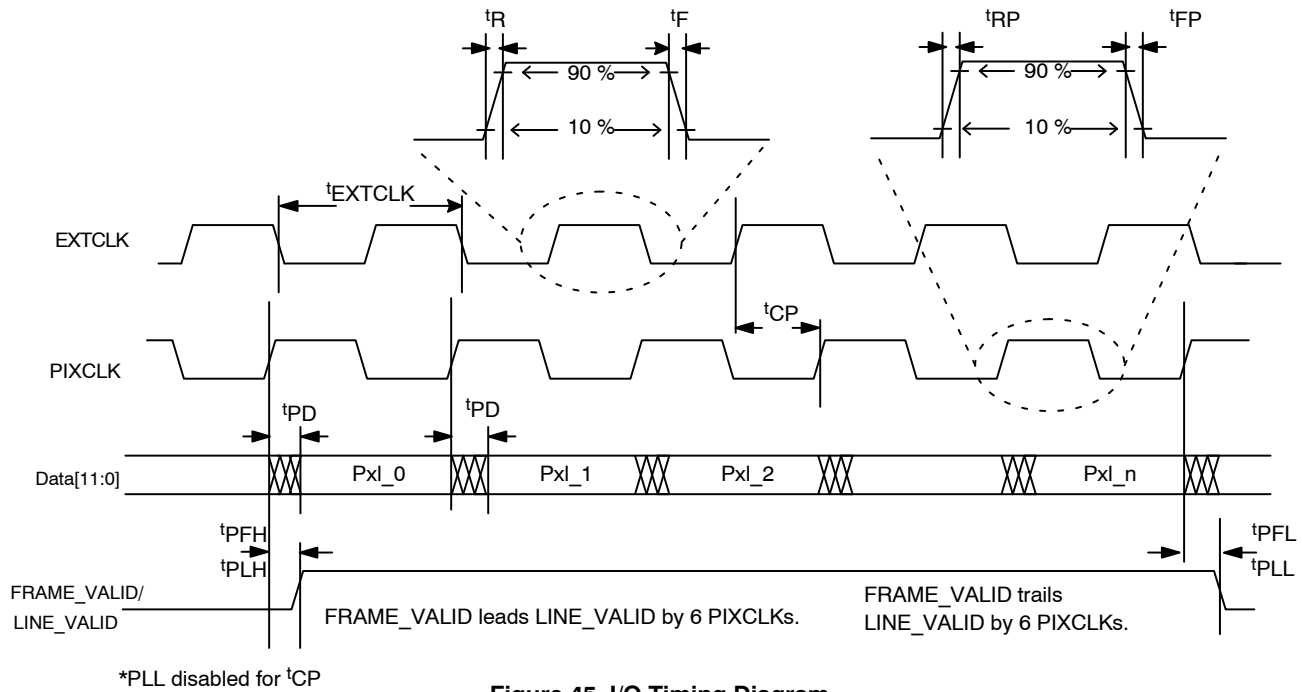 tR
tF
tRP
tFP
90 %
90 %
10 %
10 %
tEXTCLK
EXTCLK
tCP
PIXCLK
tPD
tPD
Data[11:0]
Pxl_0
Pxl_1
Pxl_2
Pxl_n
tPFH
tPLH
tPFL
tPLL
FRAME_VALID/
LINE_VALID
FRAME_VALID leads LINE_VALID by 6 PIXCLKs.
FRAME_VALID trails
LINE_VALID by 6 PIXCLKs.
*PLL disabled for tCP
Figure 45. I/O Timing Diagram